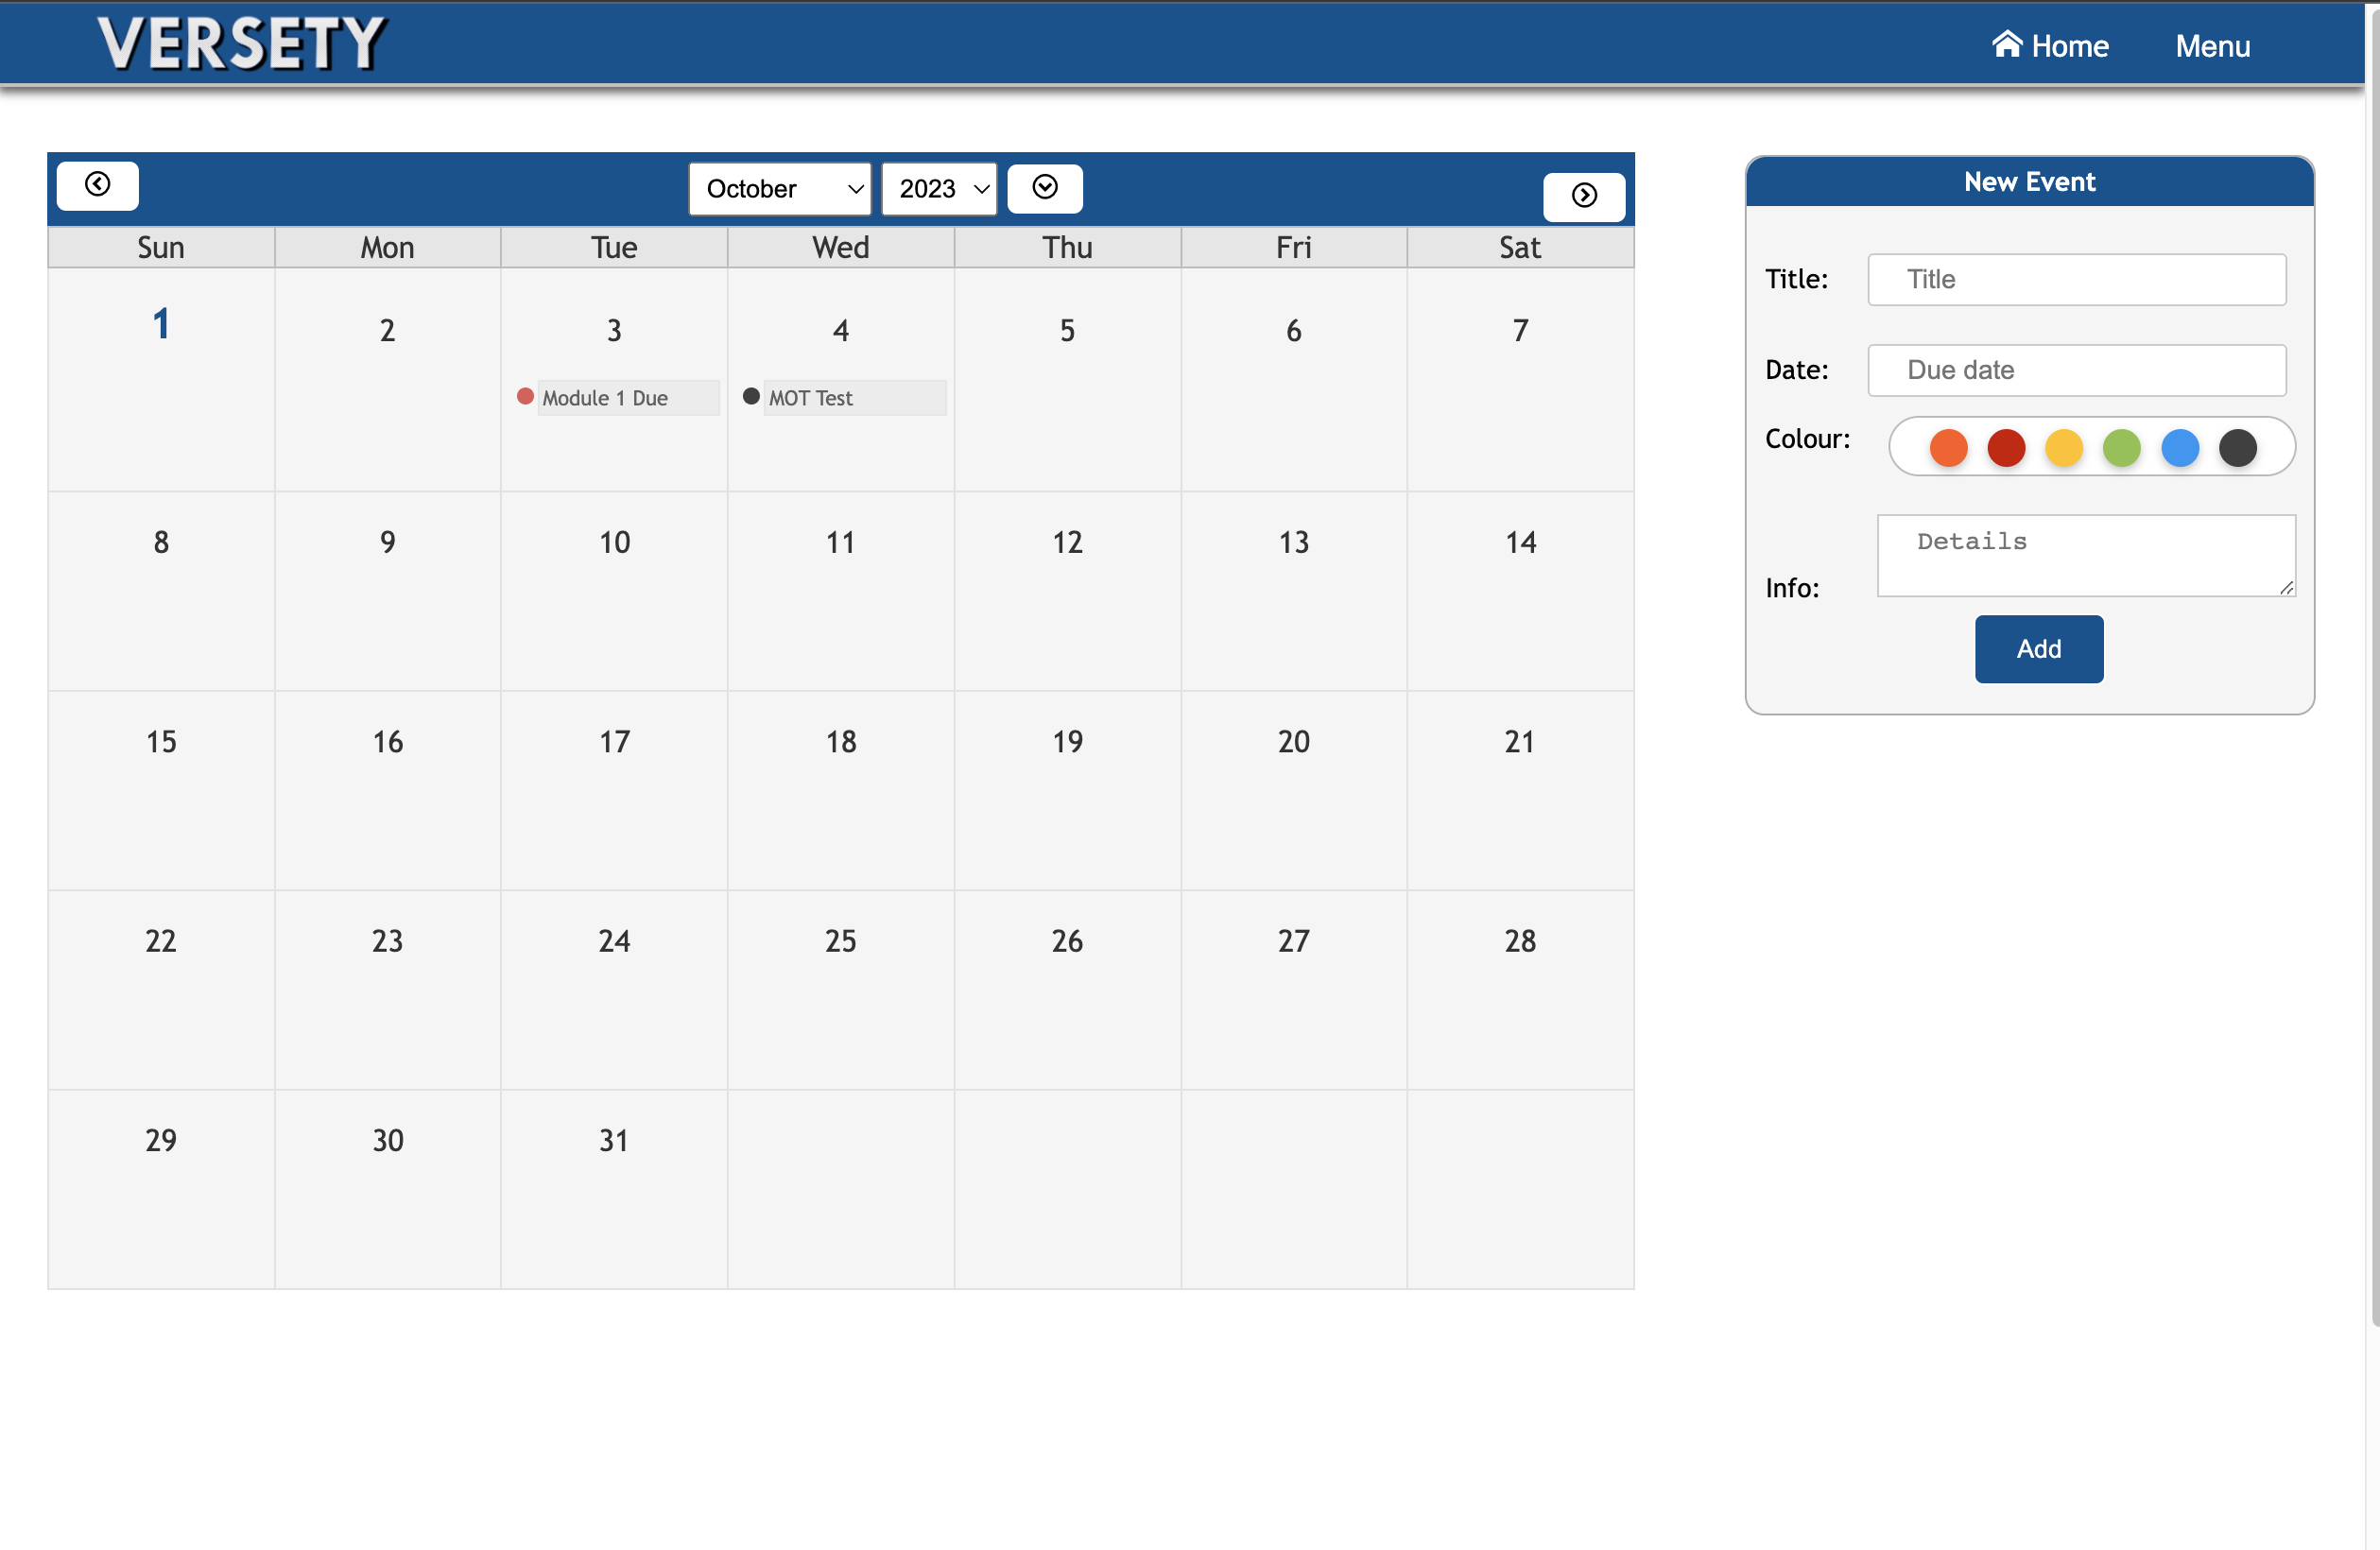 VERSETY
Home Menu
October 2023
Sun Mon Tue Wed Thu Fri Sat
1 2 3 4 5 6 7
Module 1 Due MOT Test
8 9 10 11 12 13 14
15 16 17 18 19 20 21
22 23 24 25 26 27 28
29 30 31
New Event
Title: Title
Date: Due date
Colour:
Details
Info:
Add